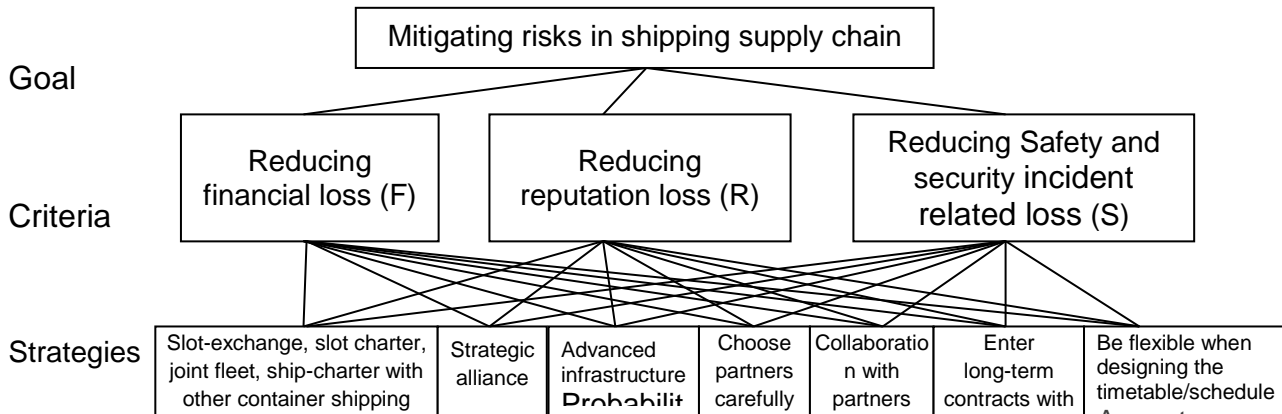 Mitigating risks in shipping supply chain
Goal
Reducing
financial loss (F)
Reducing
reputation loss (R)
Reducing Safety and
security incident
related loss (S)
Criteria
Strategies
Slot-exchange, slot charter,
joint fleet, ship-charter with
other container shipping
Strategic
alliance
Advanced
infrastructure
Probabilit
Choose
partners
carefully
Collaboratio
n with
partners
Enter
long-term
contracts with
Be flexible when
designing the
timetable/schedule